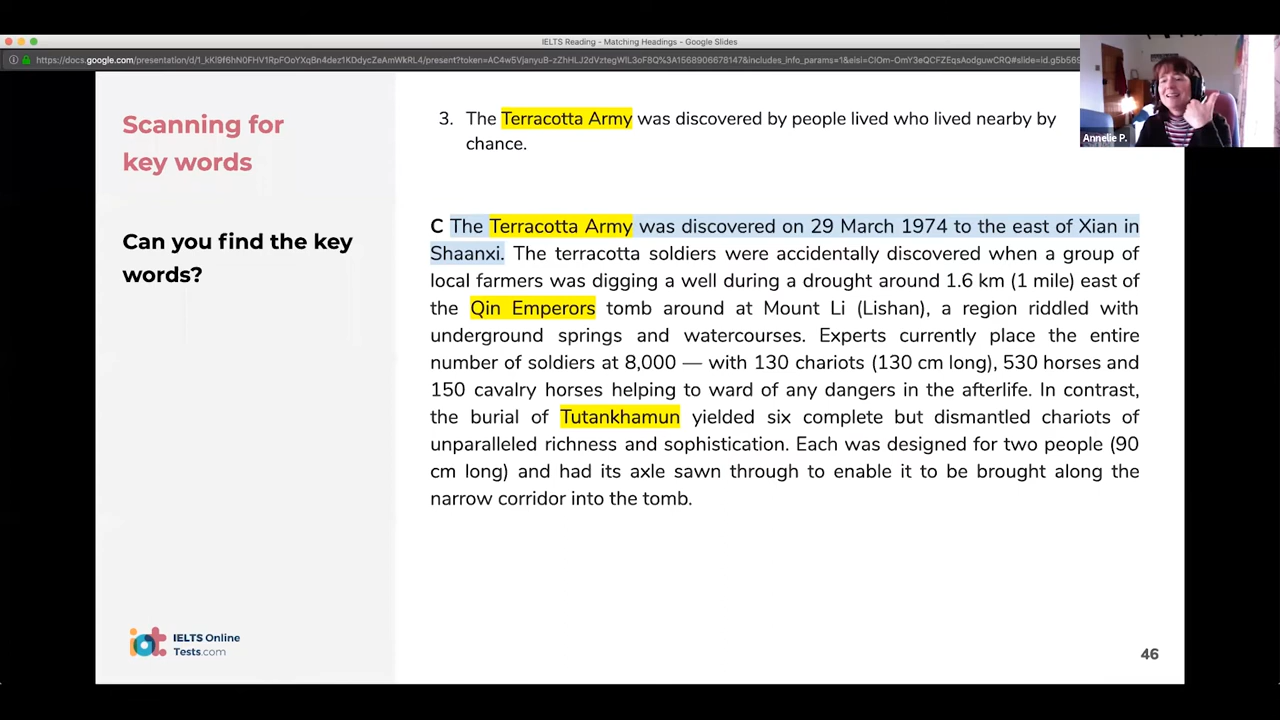 IELTS Reading - Matching Headings - Google Slides
Scanning for
key words
Can you find the key
words?
3. The Terracotta Army was discovered by people lived who lived nearby by
chance.
Annelie P.
C The Terracotta Army was discovered on 29 March 1974 to the east of Xian in
Shaanxi. The terracotta soldiers were accidentally discovered when a group of
local farmers was digging a well during a drought around 1.6 km (1 mile) east of
the Qin Emperors tomb around at Mount Li (Lishan), a region riddled with
underground springs and watercourses. Experts currently place the entire
number of soldiers at 8,000 — with 130 chariots (130 cm long), 530 horses and
150 cavalry horses helping to ward of any dangers in the afterlife. In contrast,
the burial of Tutankhamun yielded six complete but dismantled chariots of
unparalleled richness and sophistication. Each was designed for two people (90
cm long) and had its axle sawn through to enable it to be brought along the
narrow corridor into the tomb.
iot IELTS Online
Tests.com
46